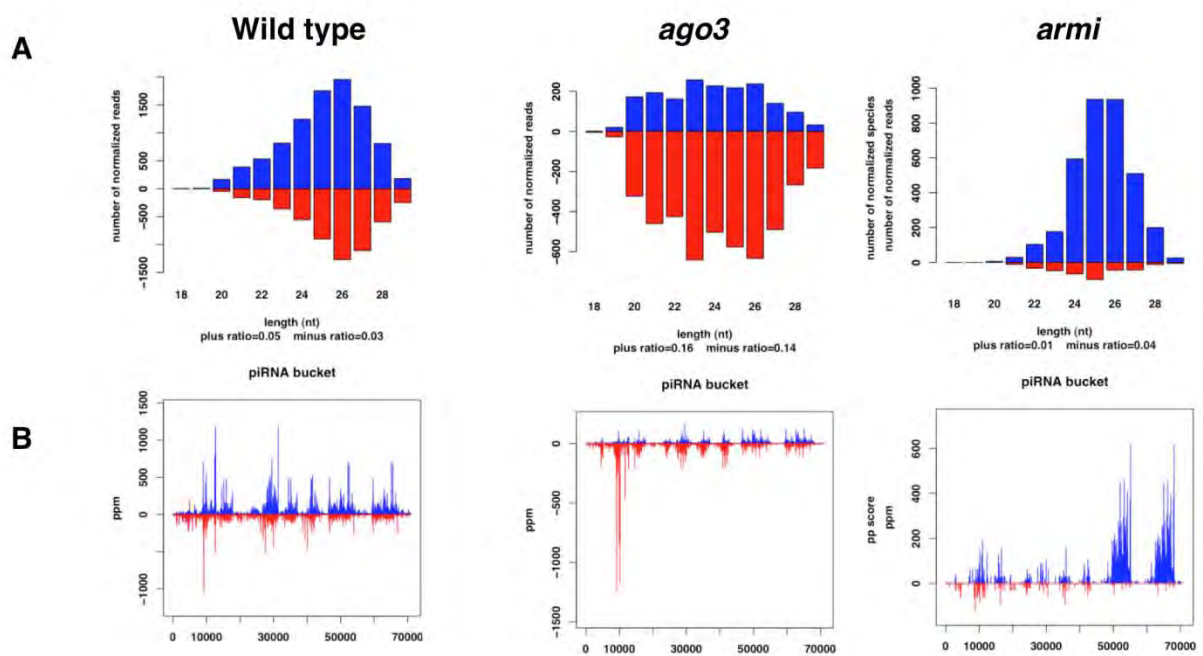 Wild type
ago3
armi
A
number of normalized reads
1500
500
0
−500
−1500
18 20 22 24 26 28
length (nt)
plus ratio=0.05 minus ratio=0.03
number of normalized reads
200
0
−200
−400
−600
18 20 22 24 26 28
length (nt)
plus ratio=0.16 minus ratio=0.14
number of normalized species
number of normalized reads
1000
800
600
400
200
0
18 20 22 24 26 28
length (nt)
plus ratio=0.01 minus ratio=0.04
B
piRNA bucket
ppm
1500
1000
500
0
−1000
0 10000 30000 50000 70000
piRNA bucket
ppm
0
−500
−1000
−1500
0 10000 30000 50000 70000
piRNA bucket
pp score
ppm
600
400
200
0
0 10000 30000 50000 70000